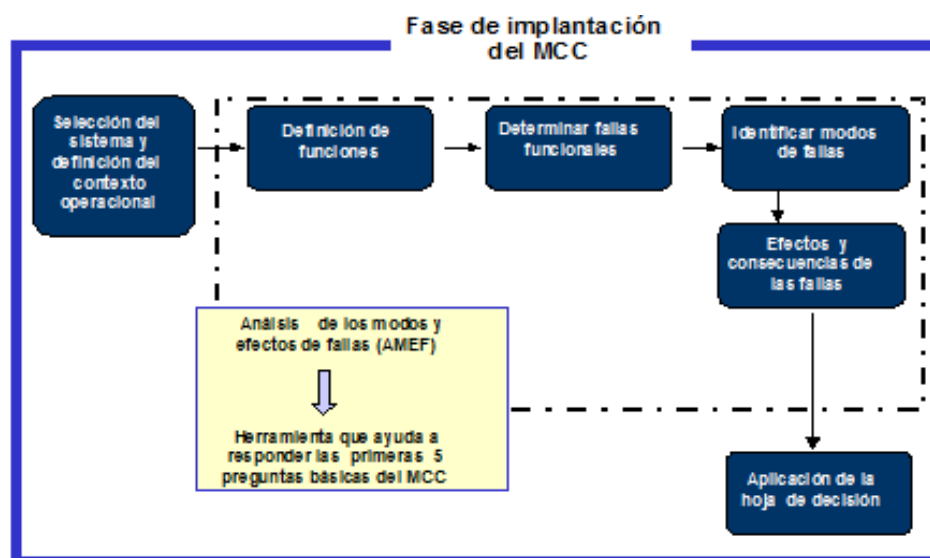 Fase de implantación
del MCC
Selección del
sistema y
definición del
contexto
operacional
Definición de
funciones
Determinar fallas
funcionales
Identificar modos
de fallas
Efectos y
consecuencias de
las fallas
Análsis de los modos y
efectos de fallas (AMEF)
Herramienta que ayuda a
responder las primeras 5
preguntas básicas del MCC
Aplicación de la
hoja de decisión